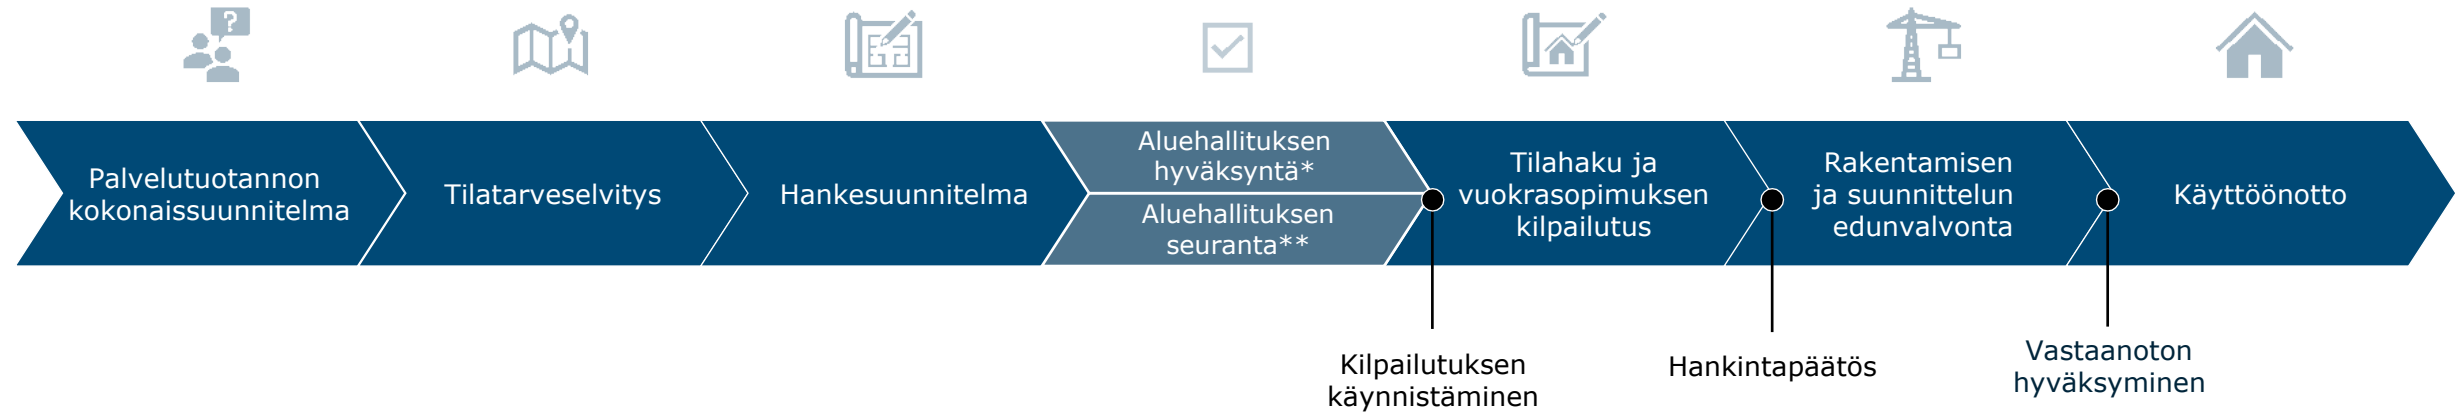 ?
Palvelutuotannon
kokonaissuunnitelma
Tilatarveselvitys
Hankesuunnitelma
Aluehallituksen
hyväksyntä*
Aluehallituksen
seuranta**
Tilahaku ja
vuokrasopimuksen
kilpailutus
Rakentamisen
ja suunnittelun
edunvalvonta
Käyttöönotto
Kilpailutuksen
käynnistäminen
Hankintapäätös
Vastaanoton
hyväksyminen